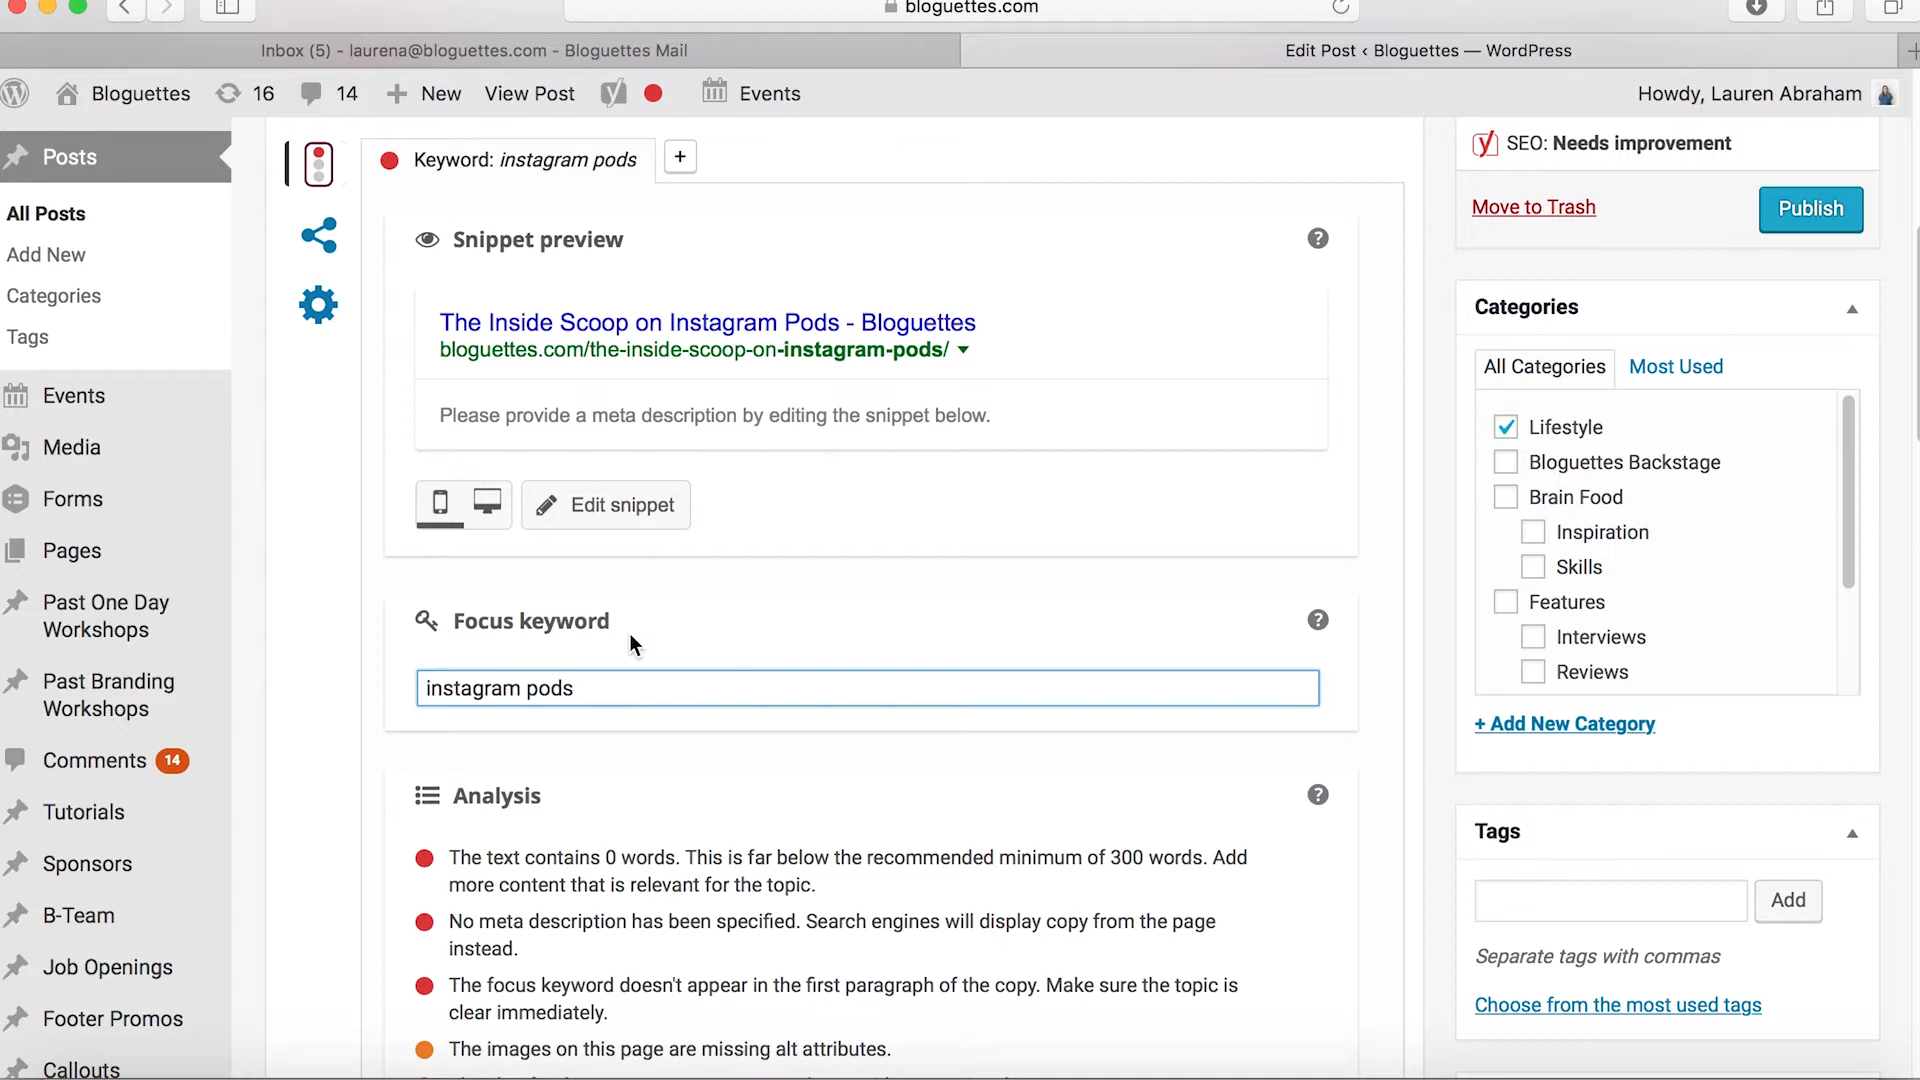 bloguettes.com
Inbox (5) - laurena@bloguettes.com - Bloguettes Mail
Edit Post ‹ Bloguettes — WordPress
Bloguettes 16 14 New View Post Events
Howdy, Lauren Abraham
Posts
All Posts
Add New
Categories
Tags
Events
Media
Forms
Pages
Past One Day
Workshops
Past Branding
Workshops
Comments 14
Tutorials
Sponsors
B-Team
Job Openings
Footer Promos
Callouts
Keyword: instagram pods
+
Snippet preview
?
The Inside Scoop on Instagram Pods - Bloguettes
bloguettes.com/the-inside-scoop-on-instagram-pods/
Please provide a meta description by editing the snippet below.
Edit snippet
Focus keyword
?
instagram pods
Analysis
?
The text contains 0 words. This is far below the recommended minimum of 300 words. Add
more content that is relevant for the topic.
No meta description has been specified. Search engines will display copy from the page
instead.
The focus keyword doesn't appear in the first paragraph of the copy. Make sure the topic is
clear immediately.
The images on this page are missing alt attributes.
SEO: Needs improvement
Move to Trash
Publish
Categories
All Categories
Most Used
Lifestyle
Bloguettes Backstage
Brain Food
Inspiration
Skills
Features
Interviews
Reviews
+ Add New Category
Tags
Add
Separate tags with commas
Choose from the most used tags